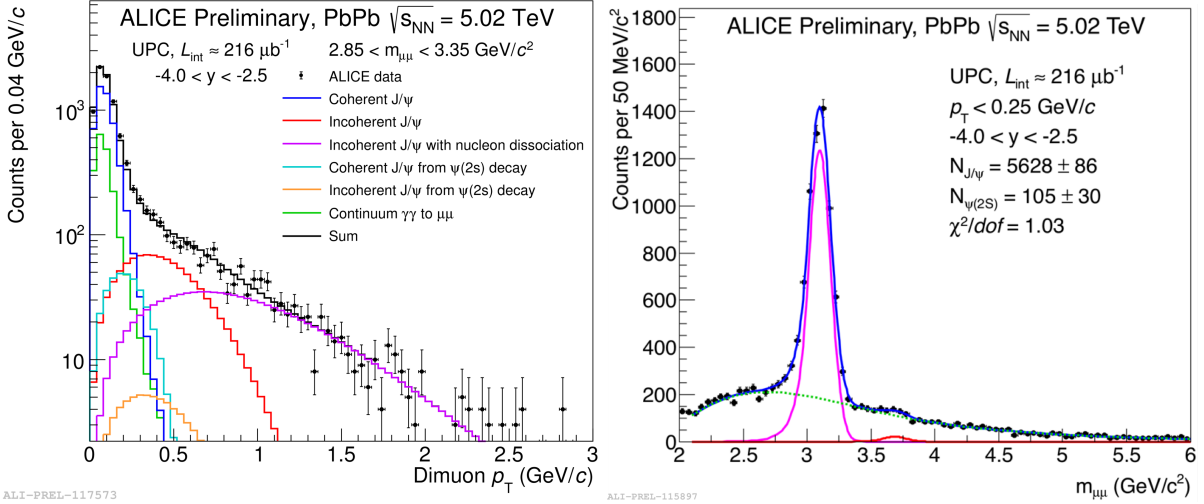 ALICE Preliminary, PbPb √sNN = 5.02 TeV
UPC, Lint ≈ 216 μb-1
2.85 < mμμ < 3.35 GeV/c2
-4.0 < y < -2.5
ALICE data
Coherent J/ψ
Incoherent J/ψ
Incoherent J/ψ with nucleon dissociation
Coherent J/ψ from ψ(2s) decay
Incoherent J/ψ from ψ(2s) decay
Continuum γγ to μμ
Sum
Counts per 0.04 GeV/c
103
102
10
0 0.5 1 1.5 2 2.5 3
Dimuon pT (GeV/c)
ALI-PREL-117573
ALICE Preliminary, PbPb √sNN = 5.02 TeV
UPC, Lint ≈ 216 μb-1
pT < 0.25 GeV/c
-4.0 < y < -2.5
NJ/ψ = 5628 ± 86
Nψ(2S) = 105 ± 30
χ2/dof = 1.03
Counts per 50 MeV/c2
1800
1600
1400
1200
1000
800
600
400
200
0
2 2.5 3 3.5 4 4.5 5 5.5 6
mμμ (GeV/c2)
ALI-PREL-115897